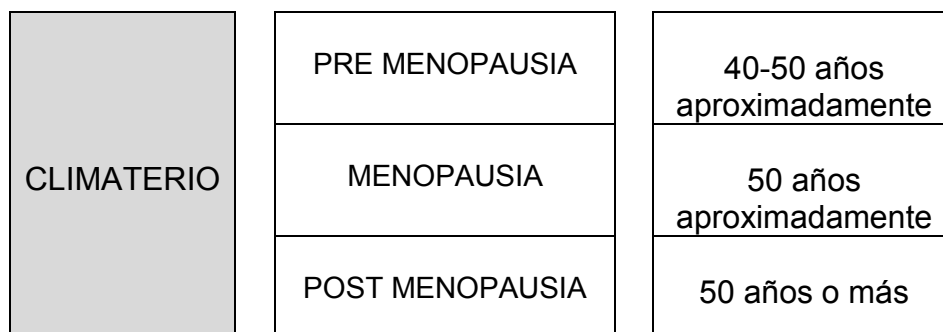 CLIMATERIO
PRE MENOPAUSIA
40-50 años
aproximadamente
MENOPAUSIA
50 años
aproximadamente
POST MENOPAUSIA
50 años o más